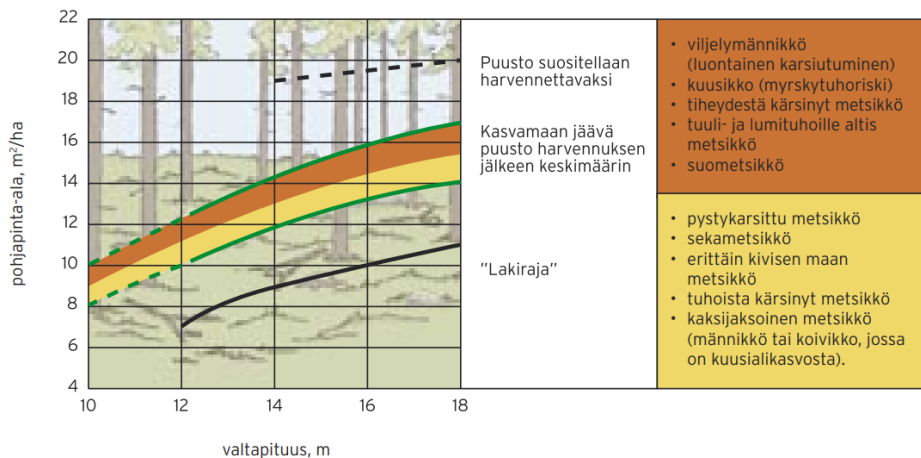 22
20
18
16
14
12
10
8
6
4
pohjapinta-ala, m²/ha
10
12
14
16
18
valtapituus, m
Puusto suositellaan
harvennettavaksi
Kasvamaan jäävä
puusto harvennuksen
jälkeen keskimäärin
”Lakiraja”
• viljelymännikkö
(luontainen karsiutuminen)
• kuusikko (myrskytuhoriski)
• tiheydestä kärsinyt metsikkö
• tuuli- ja lumituhoille altis
metsikkö
• suometsikkö
• pystykarsittu metsikkö
• sekametsikkö
• erittäin kivisen maan
metsikkö
• tuhoista kärsinyt metsikkö
• kaksijaksoinen metsikkö
(männikkö tai koivikko, jossa
on kuusialikasvosta).